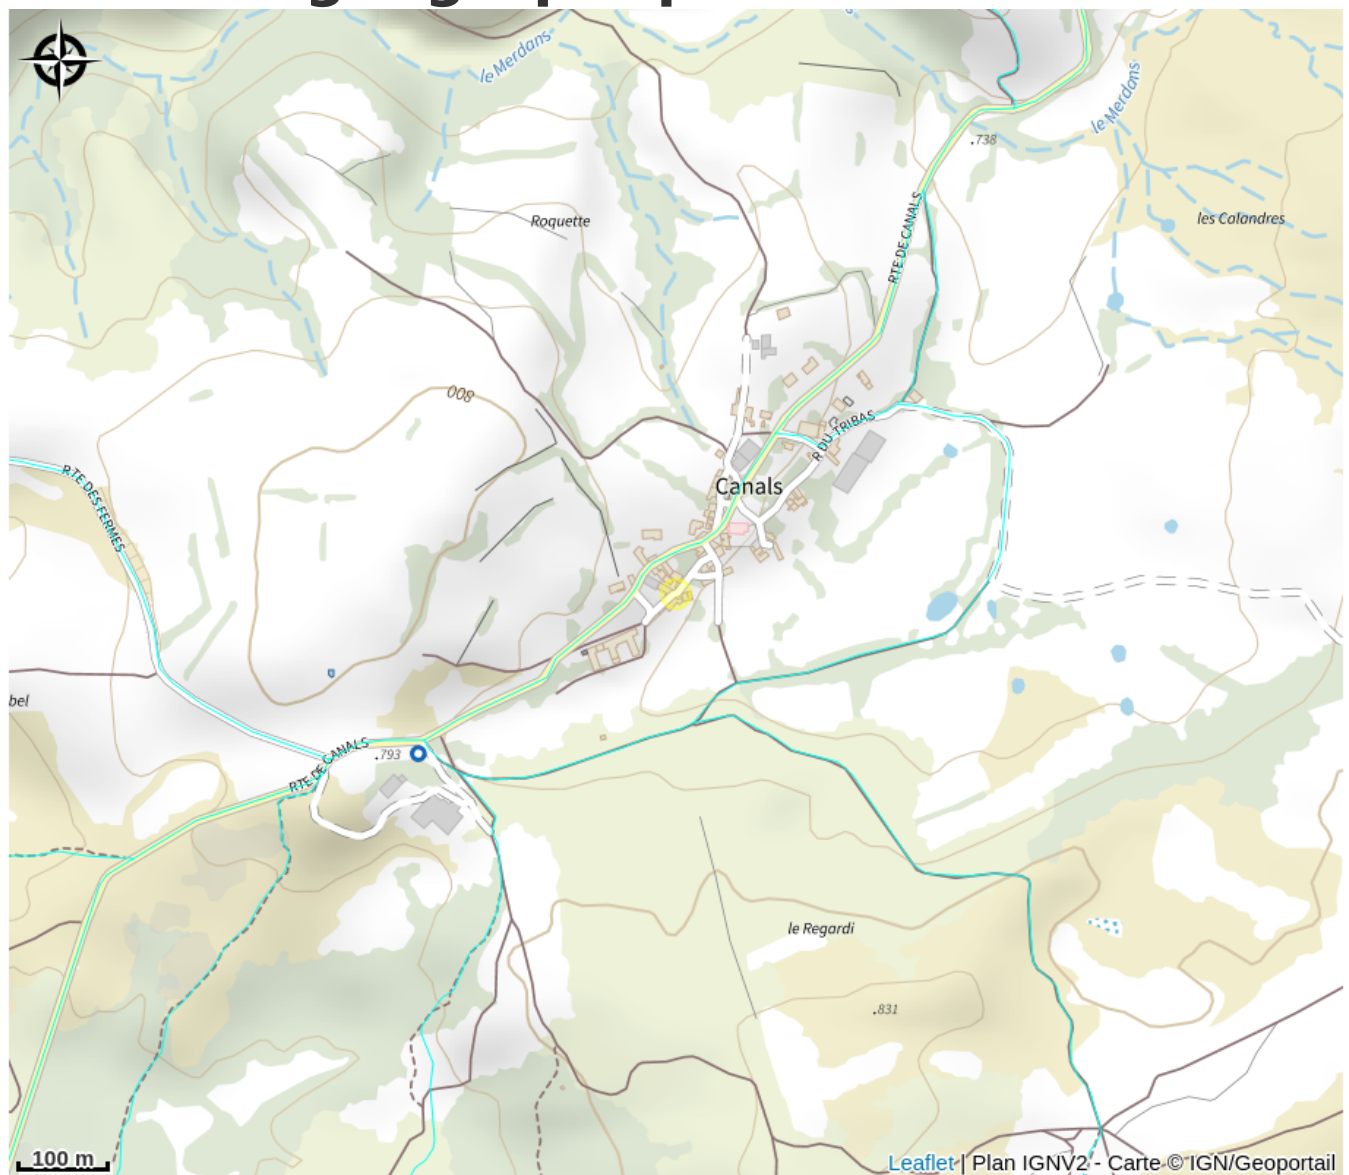 le Merdans
le Merdans
.738
RTE DE CANALS
les Calandres
Roquette
800
R DU TRIBAS
RTE DES FERMES
Canals
bel
RTE DE CANALS
.793
le Regardi
.831
100 m
Leaflet | Plan IGNV2 - Carte © IGN/Geoportail